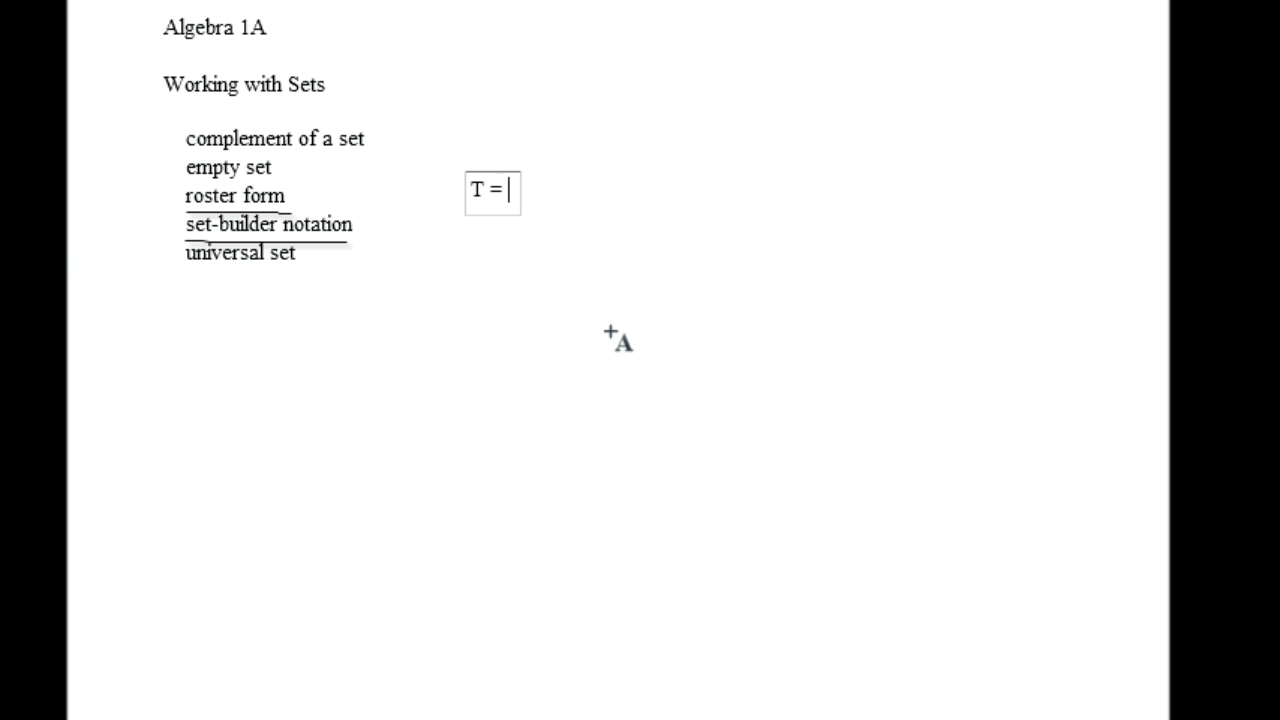 Algebra 1A
Working with Sets
complement of a set
empty set
roster form
set-builder notation
universal set
T =